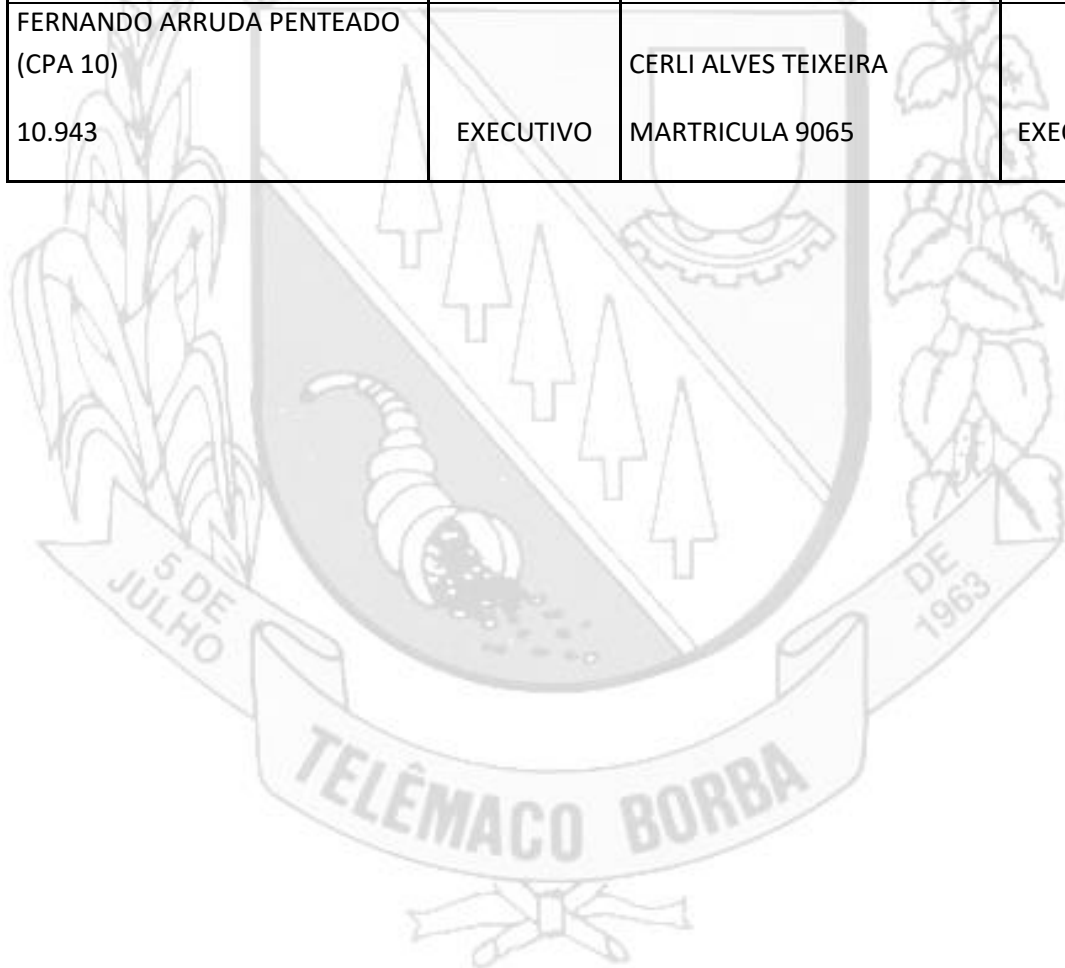 FERNANDO ARRUDA PENTEADO
(CPA 10)
10.943
EXECUTIVO
CERLI ALVES TEIXEIRA
MARTRICULA 9065
5 DE
JULHO
DE
1963
TELÊMACO BORBA